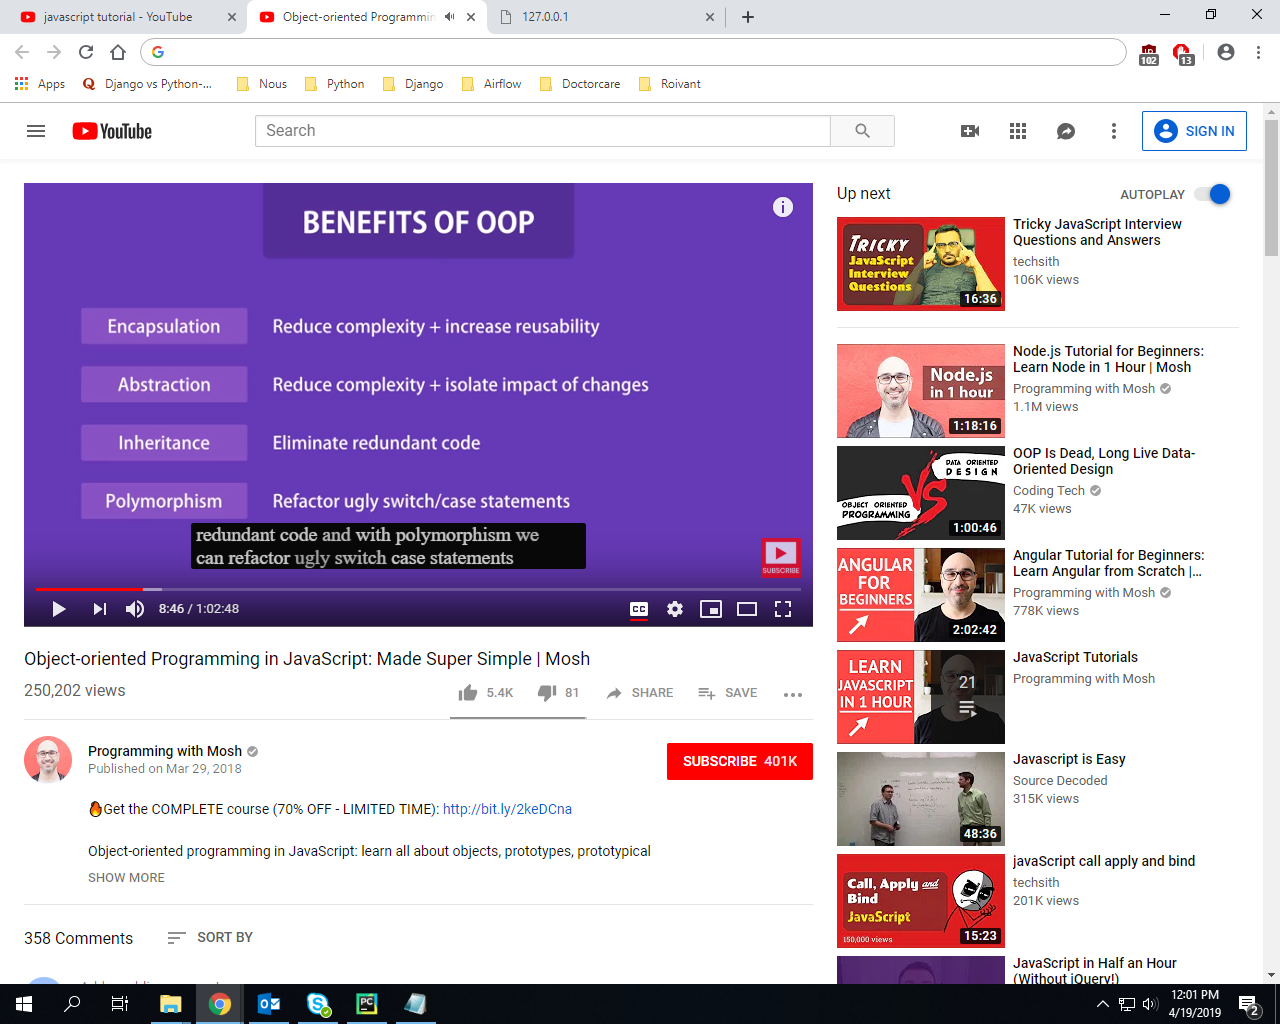 javascript tutorial - YouTube
Object-oriented Programmin
127.0.0.1
102
13
Apps
Django vs Python-...
Nous
Python
Django
Airflow
Doctorcare
Roivant
YouTube
Search
SIGN IN
BENEFITS OF OOP
Encapsulation
Reduce complexity + increase reusability
Abstraction
Reduce complexity + isolate impact of changes
Inheritance
Eliminate redundant code
Polymorphism
Refactor ugly switch/case statements
redundant code and with polymorphism we
can refactor ugly switch case statements
SUBSCRIBE
8:46 / 1:02:48
CC
Object-oriented Programming in JavaScript: Made Super Simple | Mosh
250,202 views
5.4K
81
SHARE
SAVE
Programming with Mosh
Published on Mar 29, 2018
SUBSCRIBE 401K
Get the COMPLETE course (70% OFF - LIMITED TIME): http://bit.ly/2keDCna
Object-oriented programming in JavaScript: learn all about objects, prototypes, prototypical
SHOW MORE
358 Comments
SORT BY
Up next
AUTOPLAY
TRICKY
JavaScript
Interview
Questions
16:36
Tricky JavaScript Interview
Questions and Answers
techsith
106K views
Node.js
in 1 hour
1:18:16
Node.js Tutorial for Beginners:
Learn Node in 1 Hour | Mosh
Programming with Mosh
1.1M views
DATA ORIENTED
DESIGN
VS
OBJECT ORIENTED
PROGRAMMING
1:00:46
OOP Is Dead, Long Live Data-
Oriented Design
Coding Tech
47K views
ANGULAR
FOR
BEGINNERS
2:02:42
Angular Tutorial for Beginners:
Learn Angular from Scratch |...
Programming with Mosh
778K views
LEARN
JAVASCRIPT
IN 1 HOUR
21
JavaScript Tutorials
Programming with Mosh
48:36
Javascript is Easy
Source Decoded
315K views
Call, Apply and
Bind
JavaScript
150,000 views
15:23
javaScript call apply and bind
techsith
201K views
JavaScript in Half an Hour
(Without jQuery!)
12:01 PM
4/19/2019
2